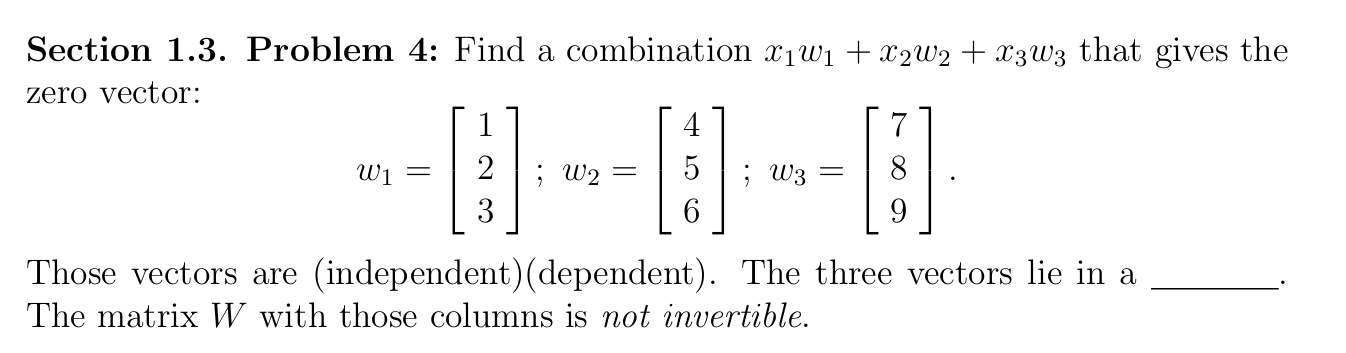 Section 1.3. Problem 4: Find a combination x₁w₁ + x₂w₂ + x₃w₃ that gives the
zero vector:
w₁ = [1 2 3]; w₂ = [4 5 6]; w₃ = [7 8 9].
Those vectors are (independent)(dependent). The three vectors lie in a ________.
The matrix W with those columns is not invertible.